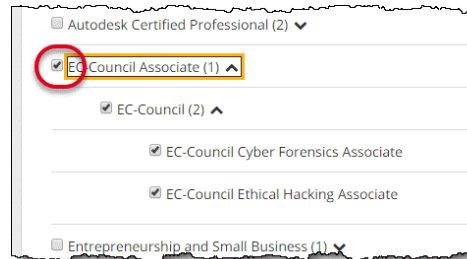 Autodesk Certified Professional (2)
EC-Council Associate (1)
EC-Council (2)
EC-Council Cyber Forensics Associate
EC-Council Ethical Hacking Associate
Entrepreneurship and Small Business (1)